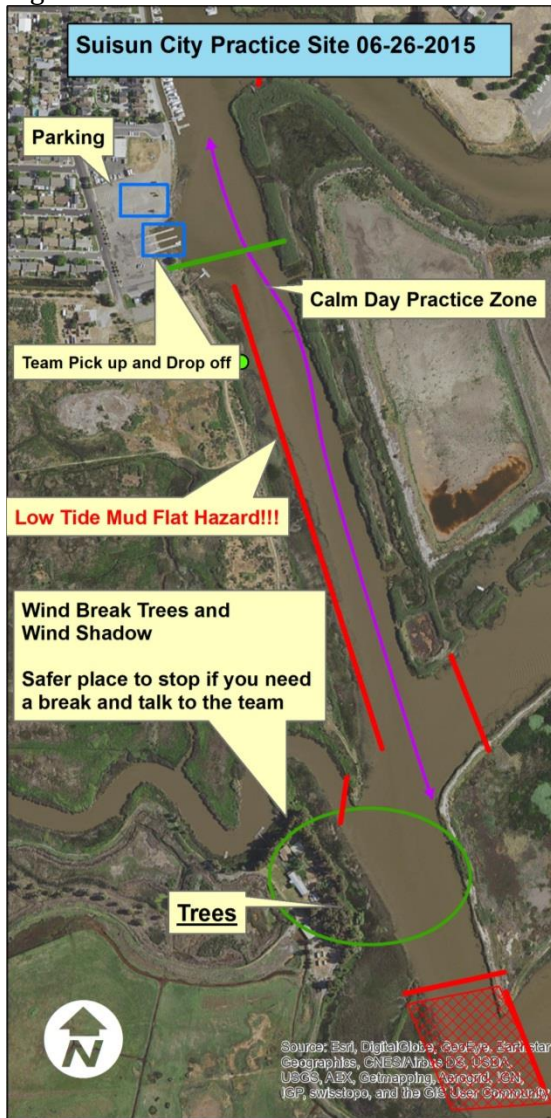 Suisun City Practice Site 06-26-2015
Parking
Calm Day Practice Zone
Team Pick up and Drop off
Low Tide Mud Flat Hazard!!!
Wind Break Trees and
Wind Shadow
Safer place to stop if you need
a break and talk to the team
Trees
N
Source: Esri, DigitalGlobe, GeoEye, Earthstar
Geographics, CNES/Airbus DS, USDA,
USGS, AEX, Getmapping, Aerogrid, IGN,
IGP, swisstopo, and the GIS User Community